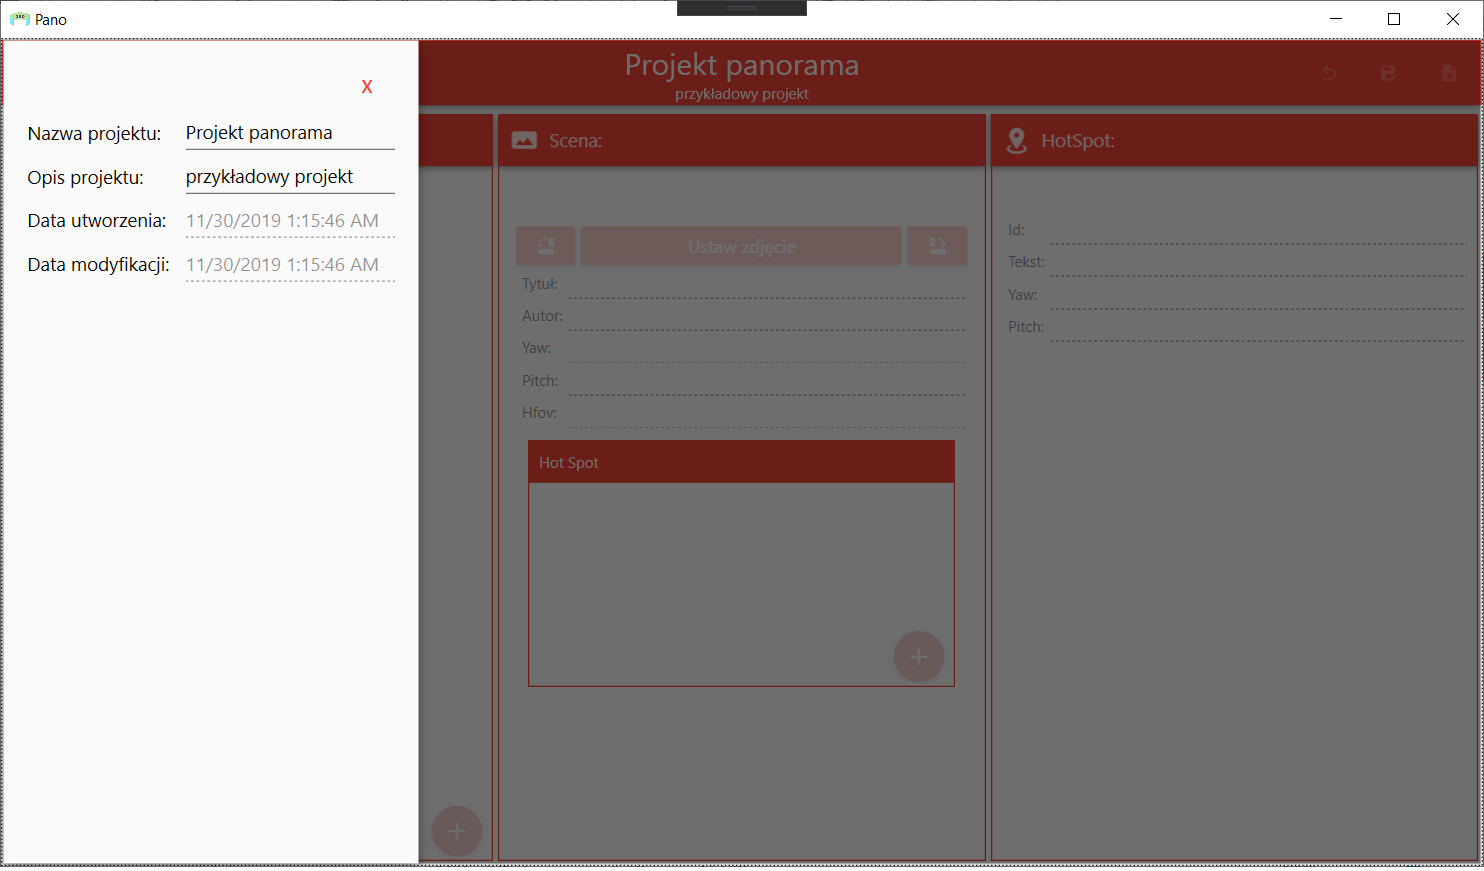 360
Pano
X
Nazwa projektu: Projekt panorama
Opis projektu: przykładowy projekt
Data utworzenia: 11/30/2019 1:15:46 AM
Data modyfikacji: 11/30/2019 1:15:46 AM
Projekt panorama
przykładowy projekt
Scena:
Ustaw zdjęcie
Tytuł:
Autor:
Yaw:
Pitch:
Hfov:
Hot Spot
+
+
HotSpot:
Id:
Tekst:
Yaw:
Pitch: